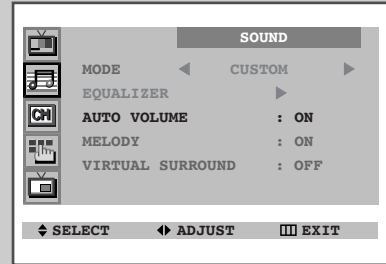 SOUND
MODE ◀ CUSTOM ▶
EQUALIZER ▶
CH AUTO VOLUME : ON
MELODY : ON
VIRTUAL SURROUND : OFF
SELECT ADJUST EXIT